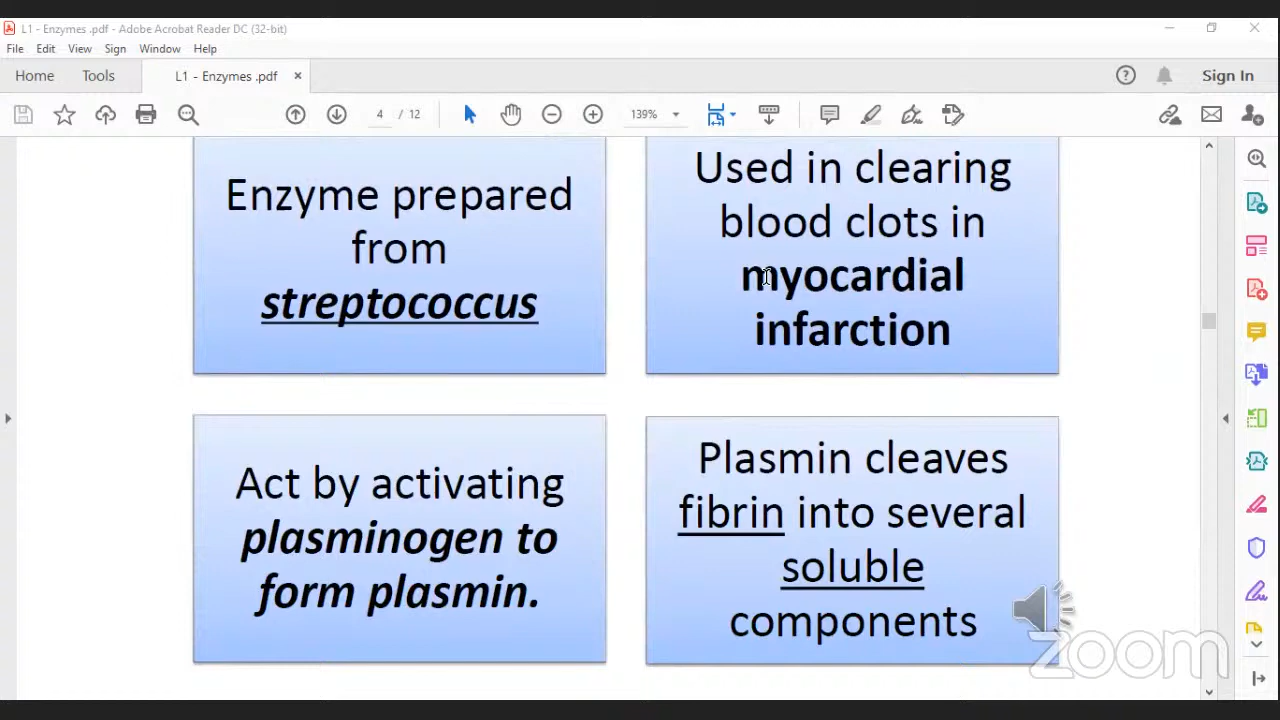 L1 - Enzymes .pdf - Adobe Acrobat Reader DC (32-bit)
File Edit View Sign Window Help
Home Tools L1 - Enzymes .pdf × ? Sign In
4 / 12 139%
Enzyme prepared
from
streptococcus
Used in clearing
blood clots in
myocardial
infarction
Act by activating
plasminogen to
form plasmin.
Plasmin cleaves
fibrin into several
soluble
components
zoom